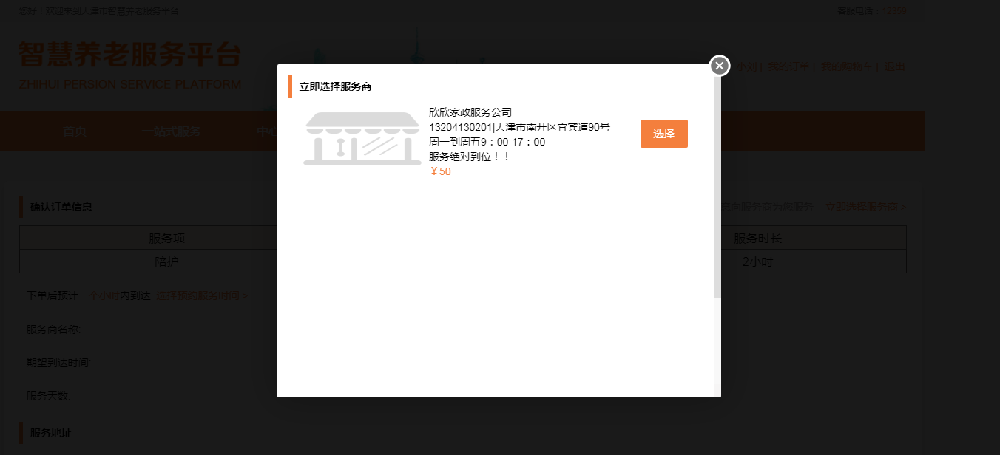 您好！欢迎来到天津市智慧养老服务平台
客服电话：12359
智慧养老服务平台
ZHIHUI PERSION SERVICE PLATFORM
小刘 | 我的订单 | 我的购物车 | 退出
首页
一站式服务
中心
立即选择服务商
欣欣家政服务公司
13204130201|天津市南开区宜宾道90号
周一到周五9：00-17：00
服务绝对到位！！
￥50
选择
确认订单信息
向服务商为您服务
立即选择服务商 >
服务项
服务时长
陪护
2小时
下单后预计一个小时内到达 选择预约服务时间 >
服务商名称:
期望到达时间:
服务天数:
服务地址